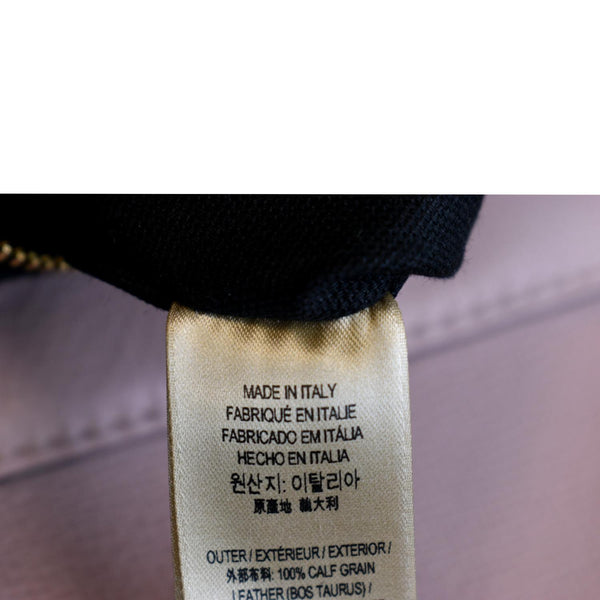 MADE IN ITALY
FABRIQUÉ EN ITALIE
FABRICADO EM ITÁLIA
HECHO EN ITALIA
원산지: 이탈리아
原產地 義大利
OUTER / EXTÉRIEUR / EXTERIOR /
外部布料: 100% CALF GRAIN
LEATHER (BOS TAURUS) /